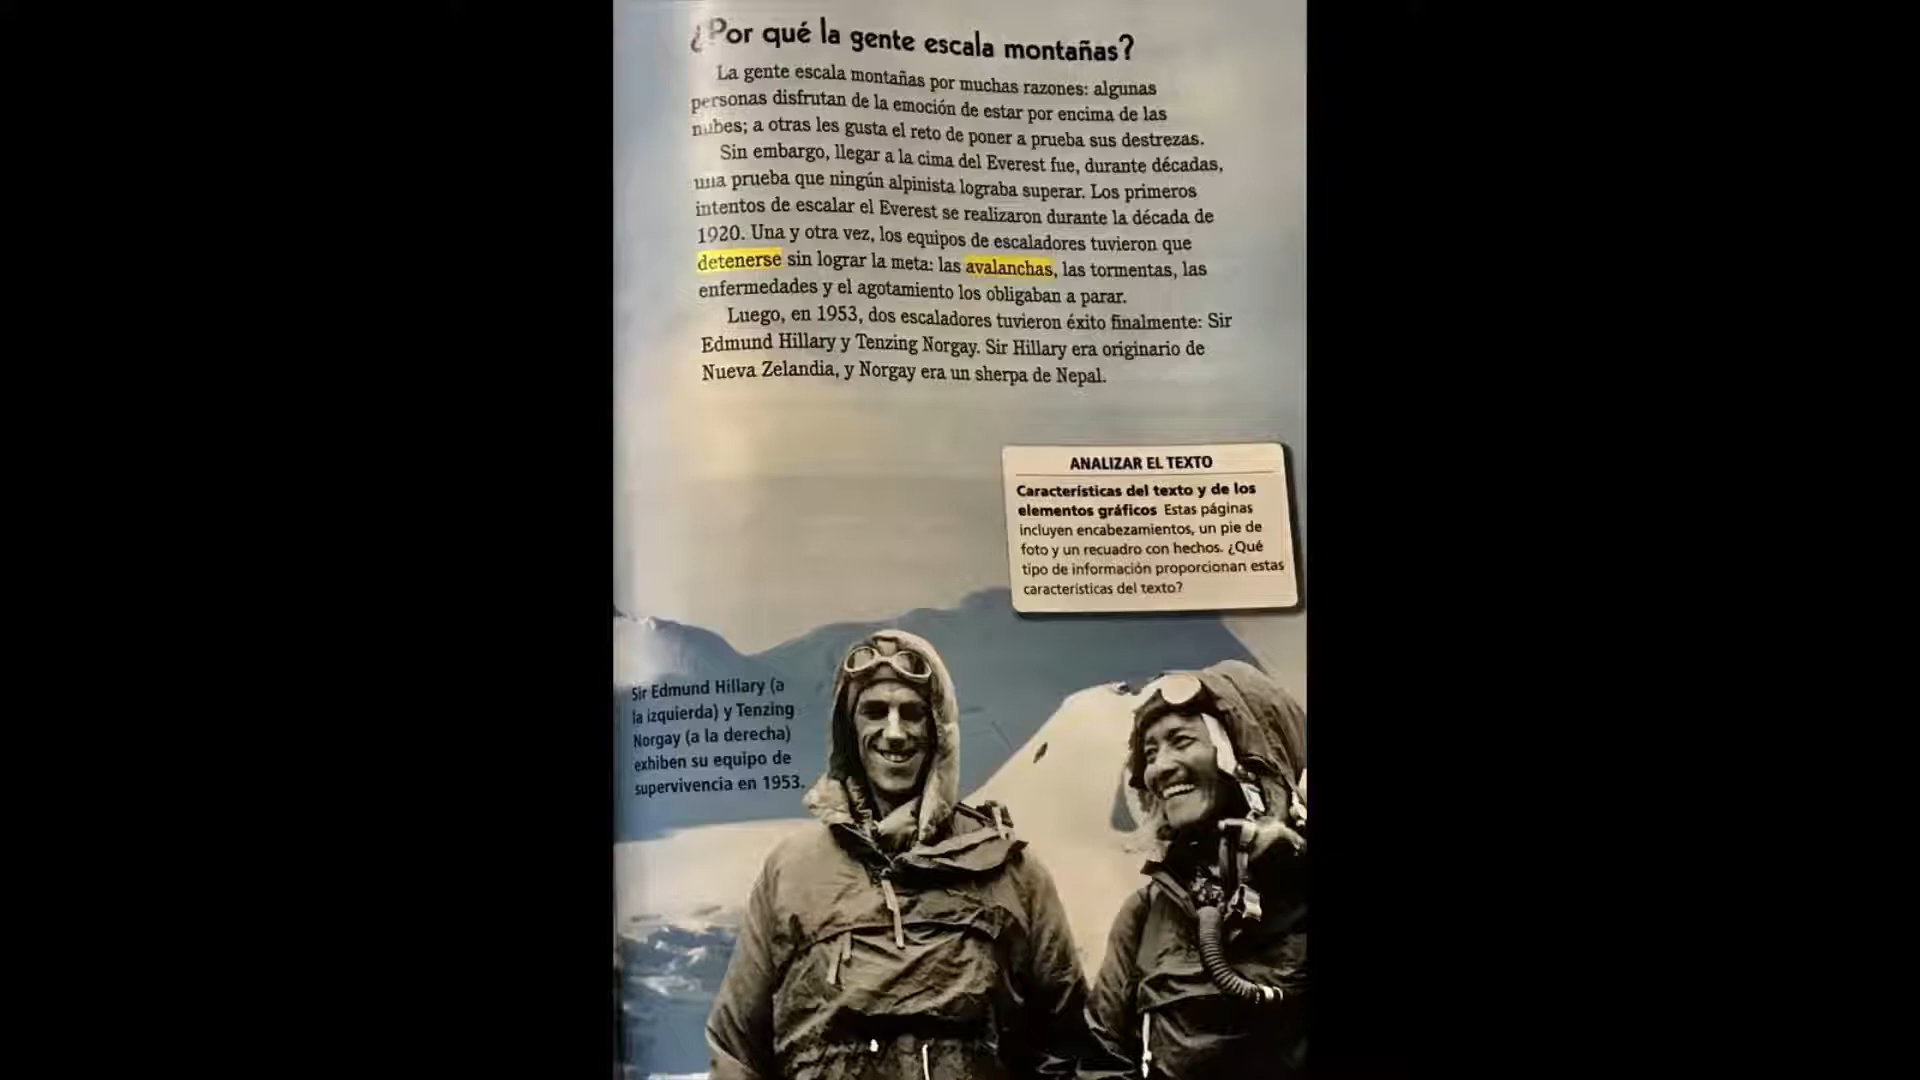 ¿Por qué la gente escala montañas?
La gente escala montañas por muchas razones: algunas
personas disfrutan de la emoción de estar por encima de las
nubes; a otras les gusta el reto de poner a prueba sus destrezas.
Sin embargo, llegar a la cima del Everest fue, durante décadas,
una prueba que ningún alpinista lograba superar. Los primeros
intentos de escalar el Everest se realizaron durante la década de
1920. Una y otra vez, los equipos de escaladores tuvieron que
detenerse sin lograr la meta: las avalanchas, las tormentas, las
enfermedades y el agotamiento los obligaban a parar.
Luego, en 1953, dos escaladores tuvieron éxito finalmente: Sir
Edmund Hillary y Tenzing Norgay. Sir Hillary era originario de
Nueva Zelandia, y Norgay era un sherpa de Nepal.
ANALIZAR EL TEXTO
Características del texto y de los
elementos gráficos Estas páginas
incluyen encabezamientos, un pie de
foto y un recuadro con hechos. ¿Qué
tipo de información proporcionan estas
características del texto?
Sir Edmund Hillary (a
la izquierda) y Tenzing
Norgay (a la derecha)
exhiben su equipo de
supervivencia en 1953.